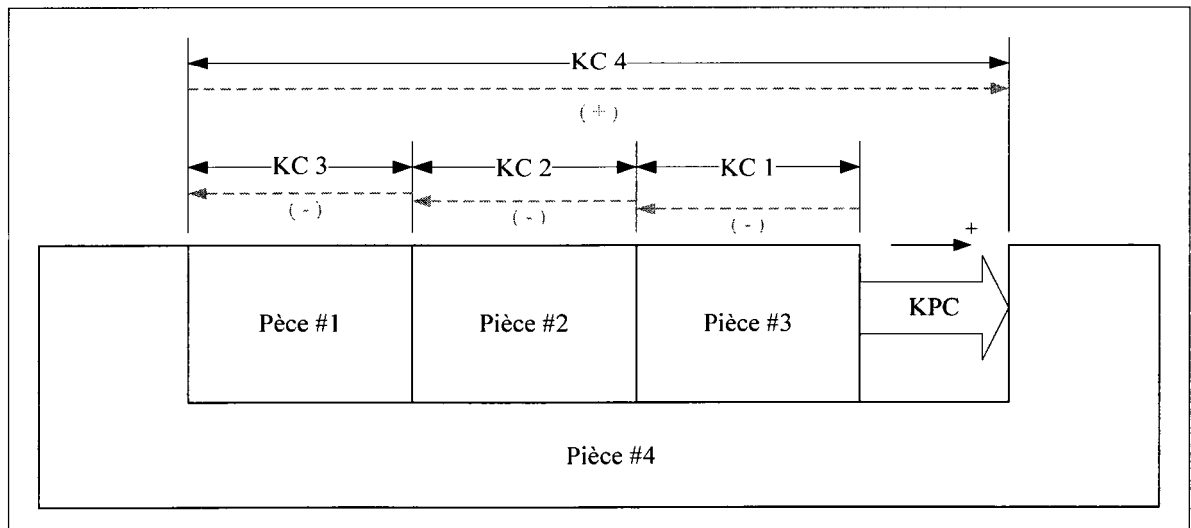 KC 4
( + )
KC 3 KC 2 KC 1
( - ) ( - ) ( - )
+
Pèce #1 Pièce #2 Pièce #3 KPC
Pièce #4